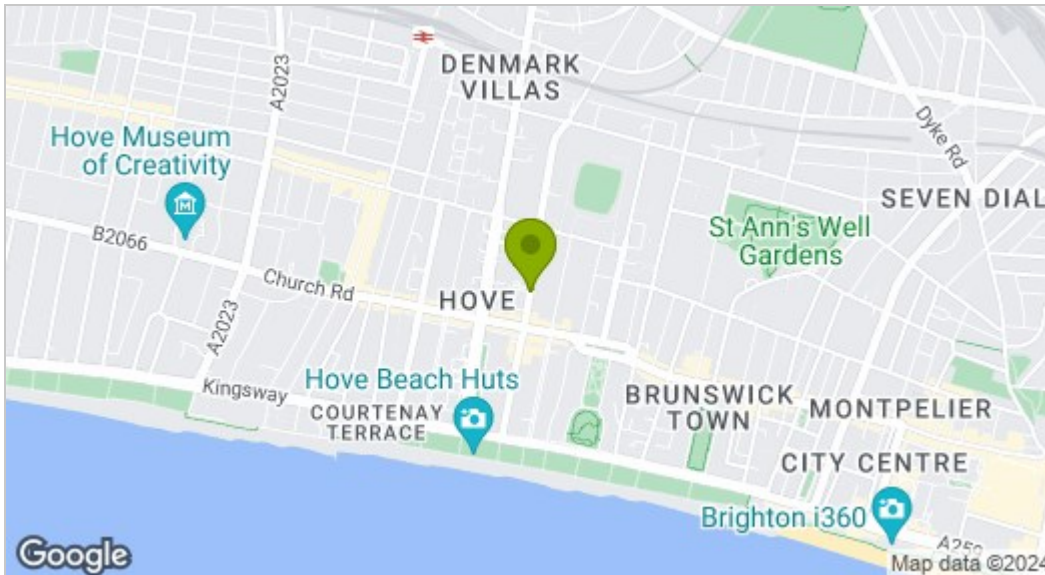 DENMARK
VILLAS
A2023
Dyke Rd
Hove Museum
of Creativity
SEVEN DIAL
St Ann's Well
Gardens
B2066
Church Rd
HOVE
A2023
Hove Beach Huts
Kingsway
COURTENAY
TERRACE
BRUNSWICK
TOWN
MONTPELIER
CITY CENTRE
Brighton i360
A259
Google
Map data ©2024